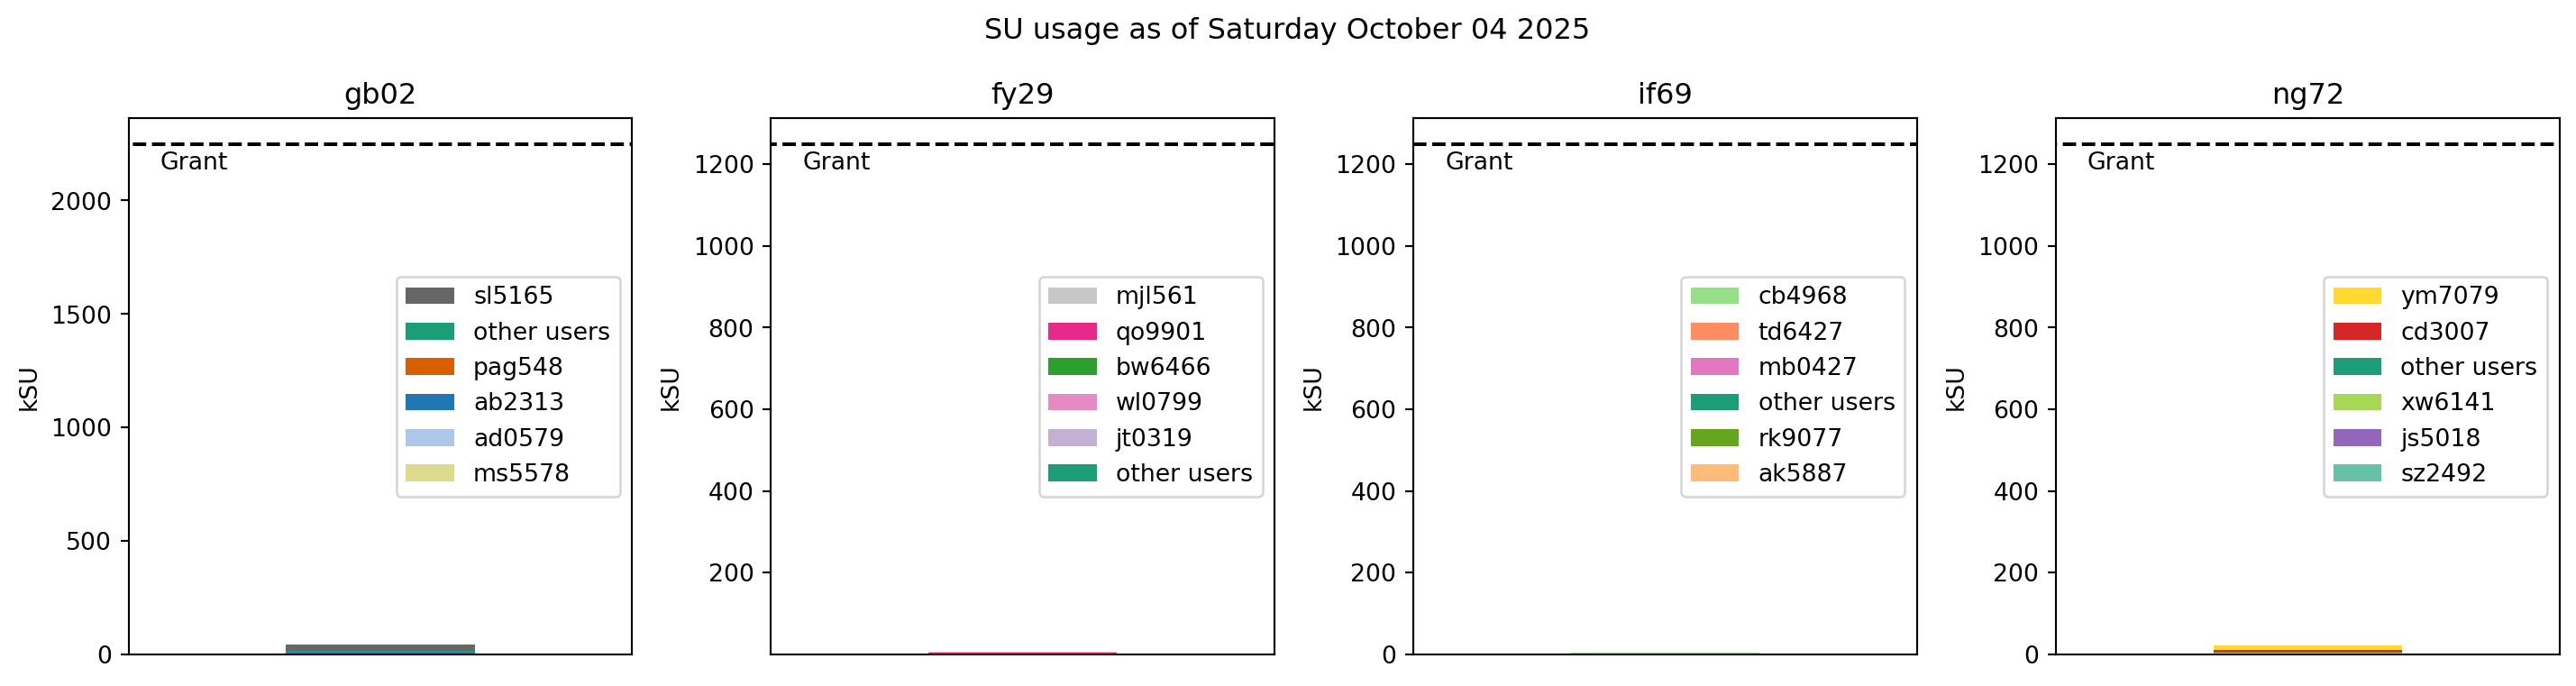 SU usage as of Saturday October 04 2025
gb02
Grant
2000
1500
1000
500
0
kSU
sl5165
other users
pag548
ab2313
ad0579
ms5578
fy29
Grant
1200
1000
800
600
400
200
kSU
mjl561
qo9901
bw6466
wl0799
jt0319
other users
if69
Grant
1200
1000
800
600
400
200
0
kSU
cb4968
td6427
mb0427
other users
rk9077
ak5887
ng72
Grant
1200
1000
800
600
400
200
0
kSU
ym7079
cd3007
other users
xw6141
js5018
sz2492